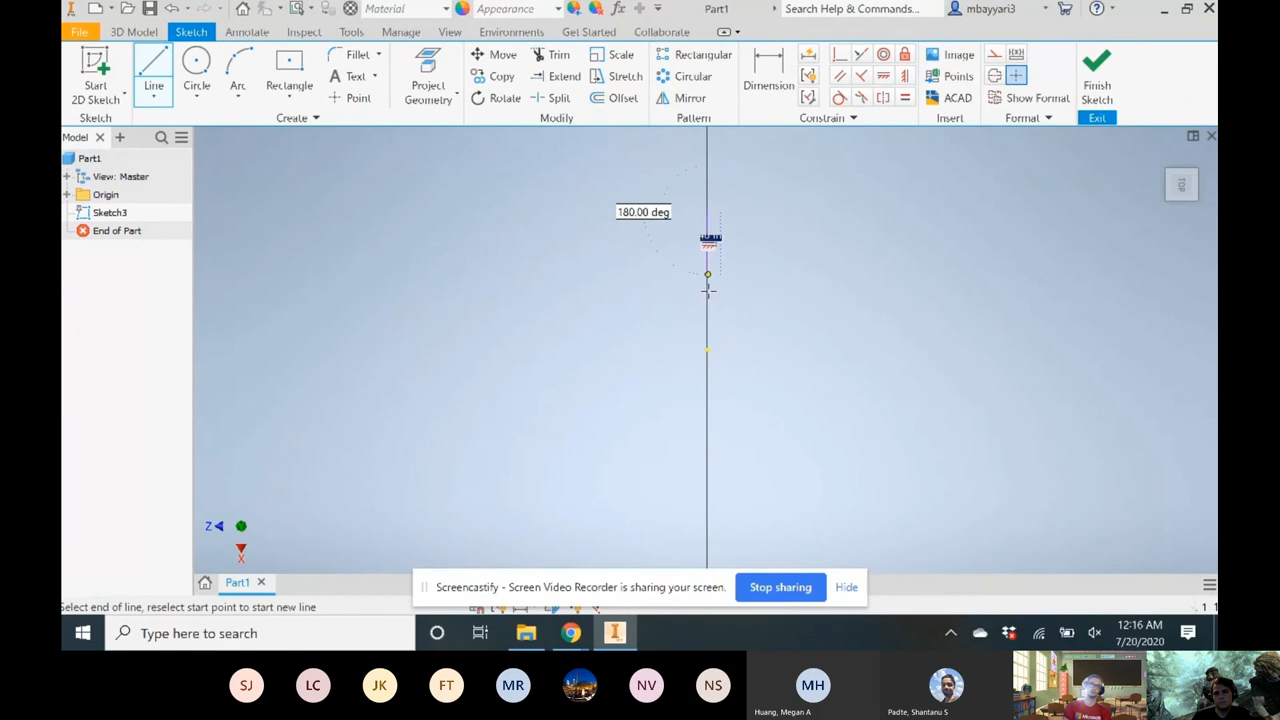 Material
Appearance
Part1
Search Help & Commands...
mbayyari3
File
3D Model
Sketch
Annotate
Inspect
Tools
Manage
View
Environments
Get Started
Collaborate
Start
2D Sketch
Line
Circle
Arc
Rectangle
Fillet
Text
Point
Project
Geometry
Move
Copy
Rotate
Trim
Extend
Split
Scale
Stretch
Offset
Rectangular
Circular
Mirror
Dimension
Image
Points
ACAD
Show Format
Finish
Sketch
Sketch
Create
Modify
Pattern
Constrain
Insert
Format
Exit
Model
Part1
View: Master
Origin
Sketch3
End of Part
180.00 deg
TOP
Z
X
Part1
Screencastify - Screen Video Recorder is sharing your screen.
Stop sharing
Hide
Select end of line, reselect start point to start new line
1 1
Type here to search
12:16 AM
7/20/2020
SJ
LC
JK
FT
MR
NV
NS
MH
Huang, Megan A
Padte, Shantanu S